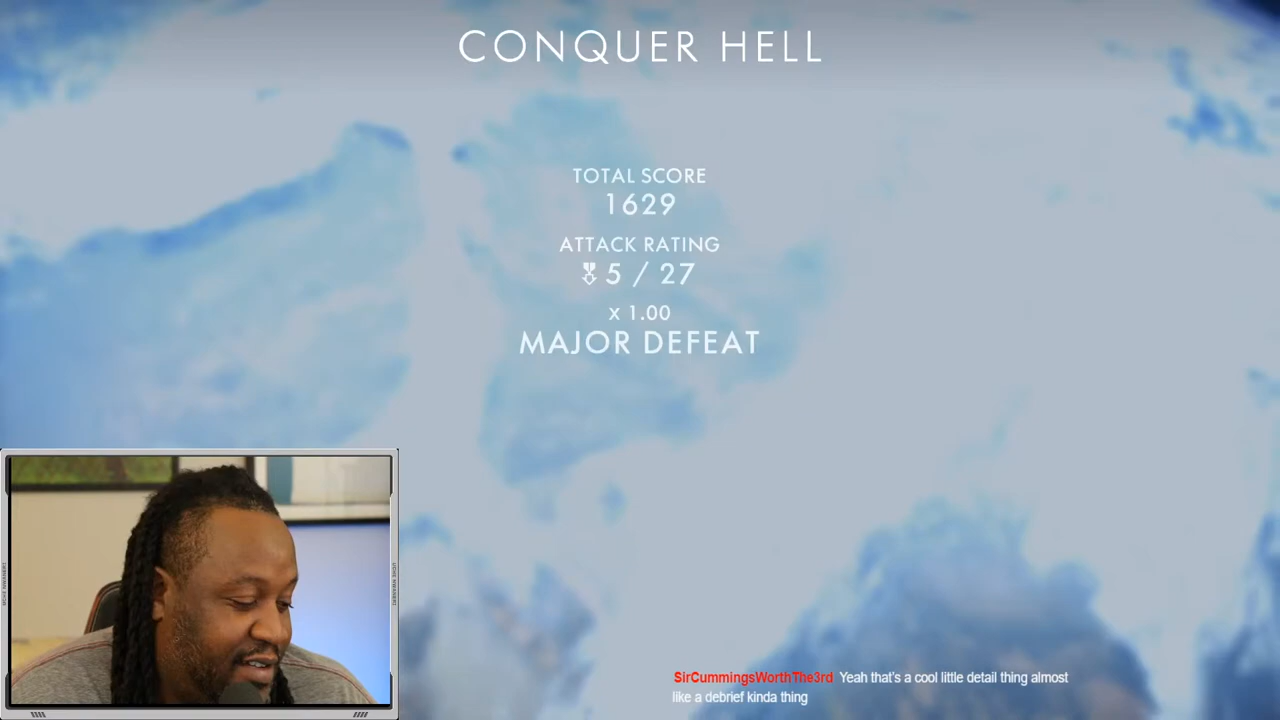 CONQUER HELL
TOTAL SCORE
1629
ATTACK RATING
5 / 27
x 1.00
MAJOR DEFEAT
SirCummingsWorthThe3rd Yeah that's a cool little detail thing almost
like a debrief kinda thing